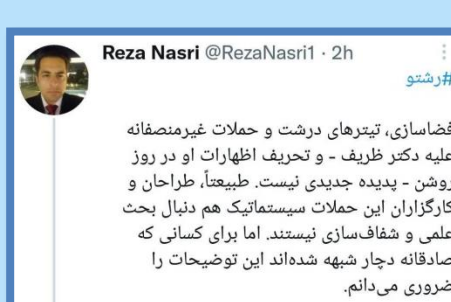 Reza Nasri @RezaNasri1 · 2h
#رشتو
فضاسازی، تیترهای درشت و حملات غیرمنصفانه
علیه دکتر ظریف - و تحریف اظهارات او در روز
روشن - پدیده جدیدی نیست. طبیعتاً، طراحان و
کارگزاران این حملات سیستماتیک هم دنبال بحث
علمی و شفاف‌سازی نیستند. اما برای کسانی که
صادقانه دچار شبهه شده‌اند این توضیحات را
ضروری می‌دانم.